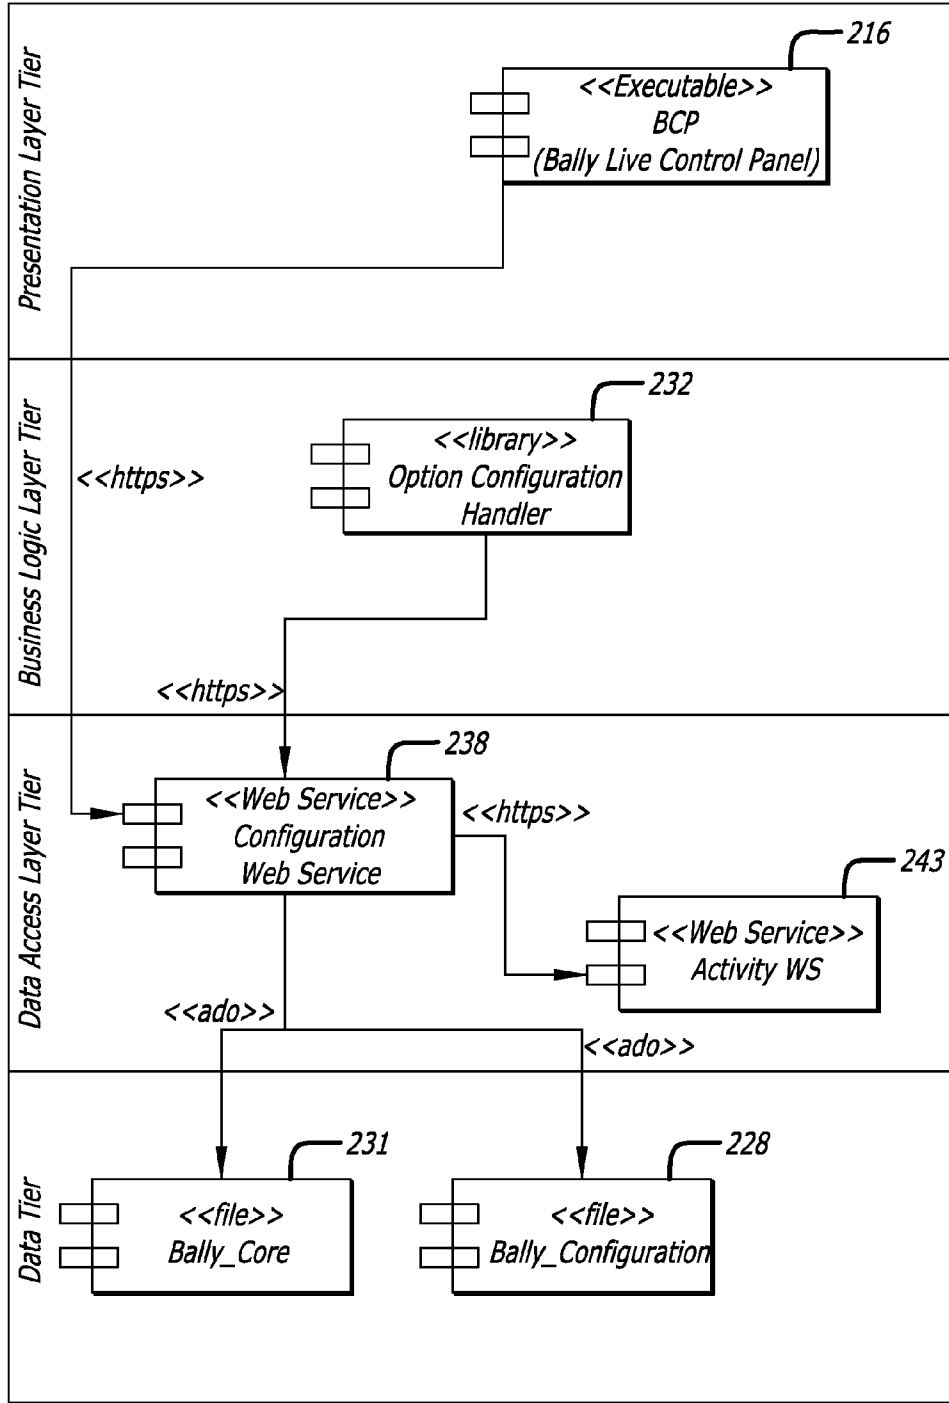 Presentation Layer Tier
216
<<Executable>>
BCP
(Bally Live Control Panel)
Business Logic Layer Tier
232
<<library>>
Option Configuration
Handler
<<https>>
<<https>>
Data Access Layer Tier
238
<<Web Service>>
Configuration
Web Service
<<https>>
243
<<Web Service>>
Activity WS
<<ado>>
<<ado>>
Data Tier
231
<<file>>
Bally_Core
228
<<file>>
Bally_Configuration